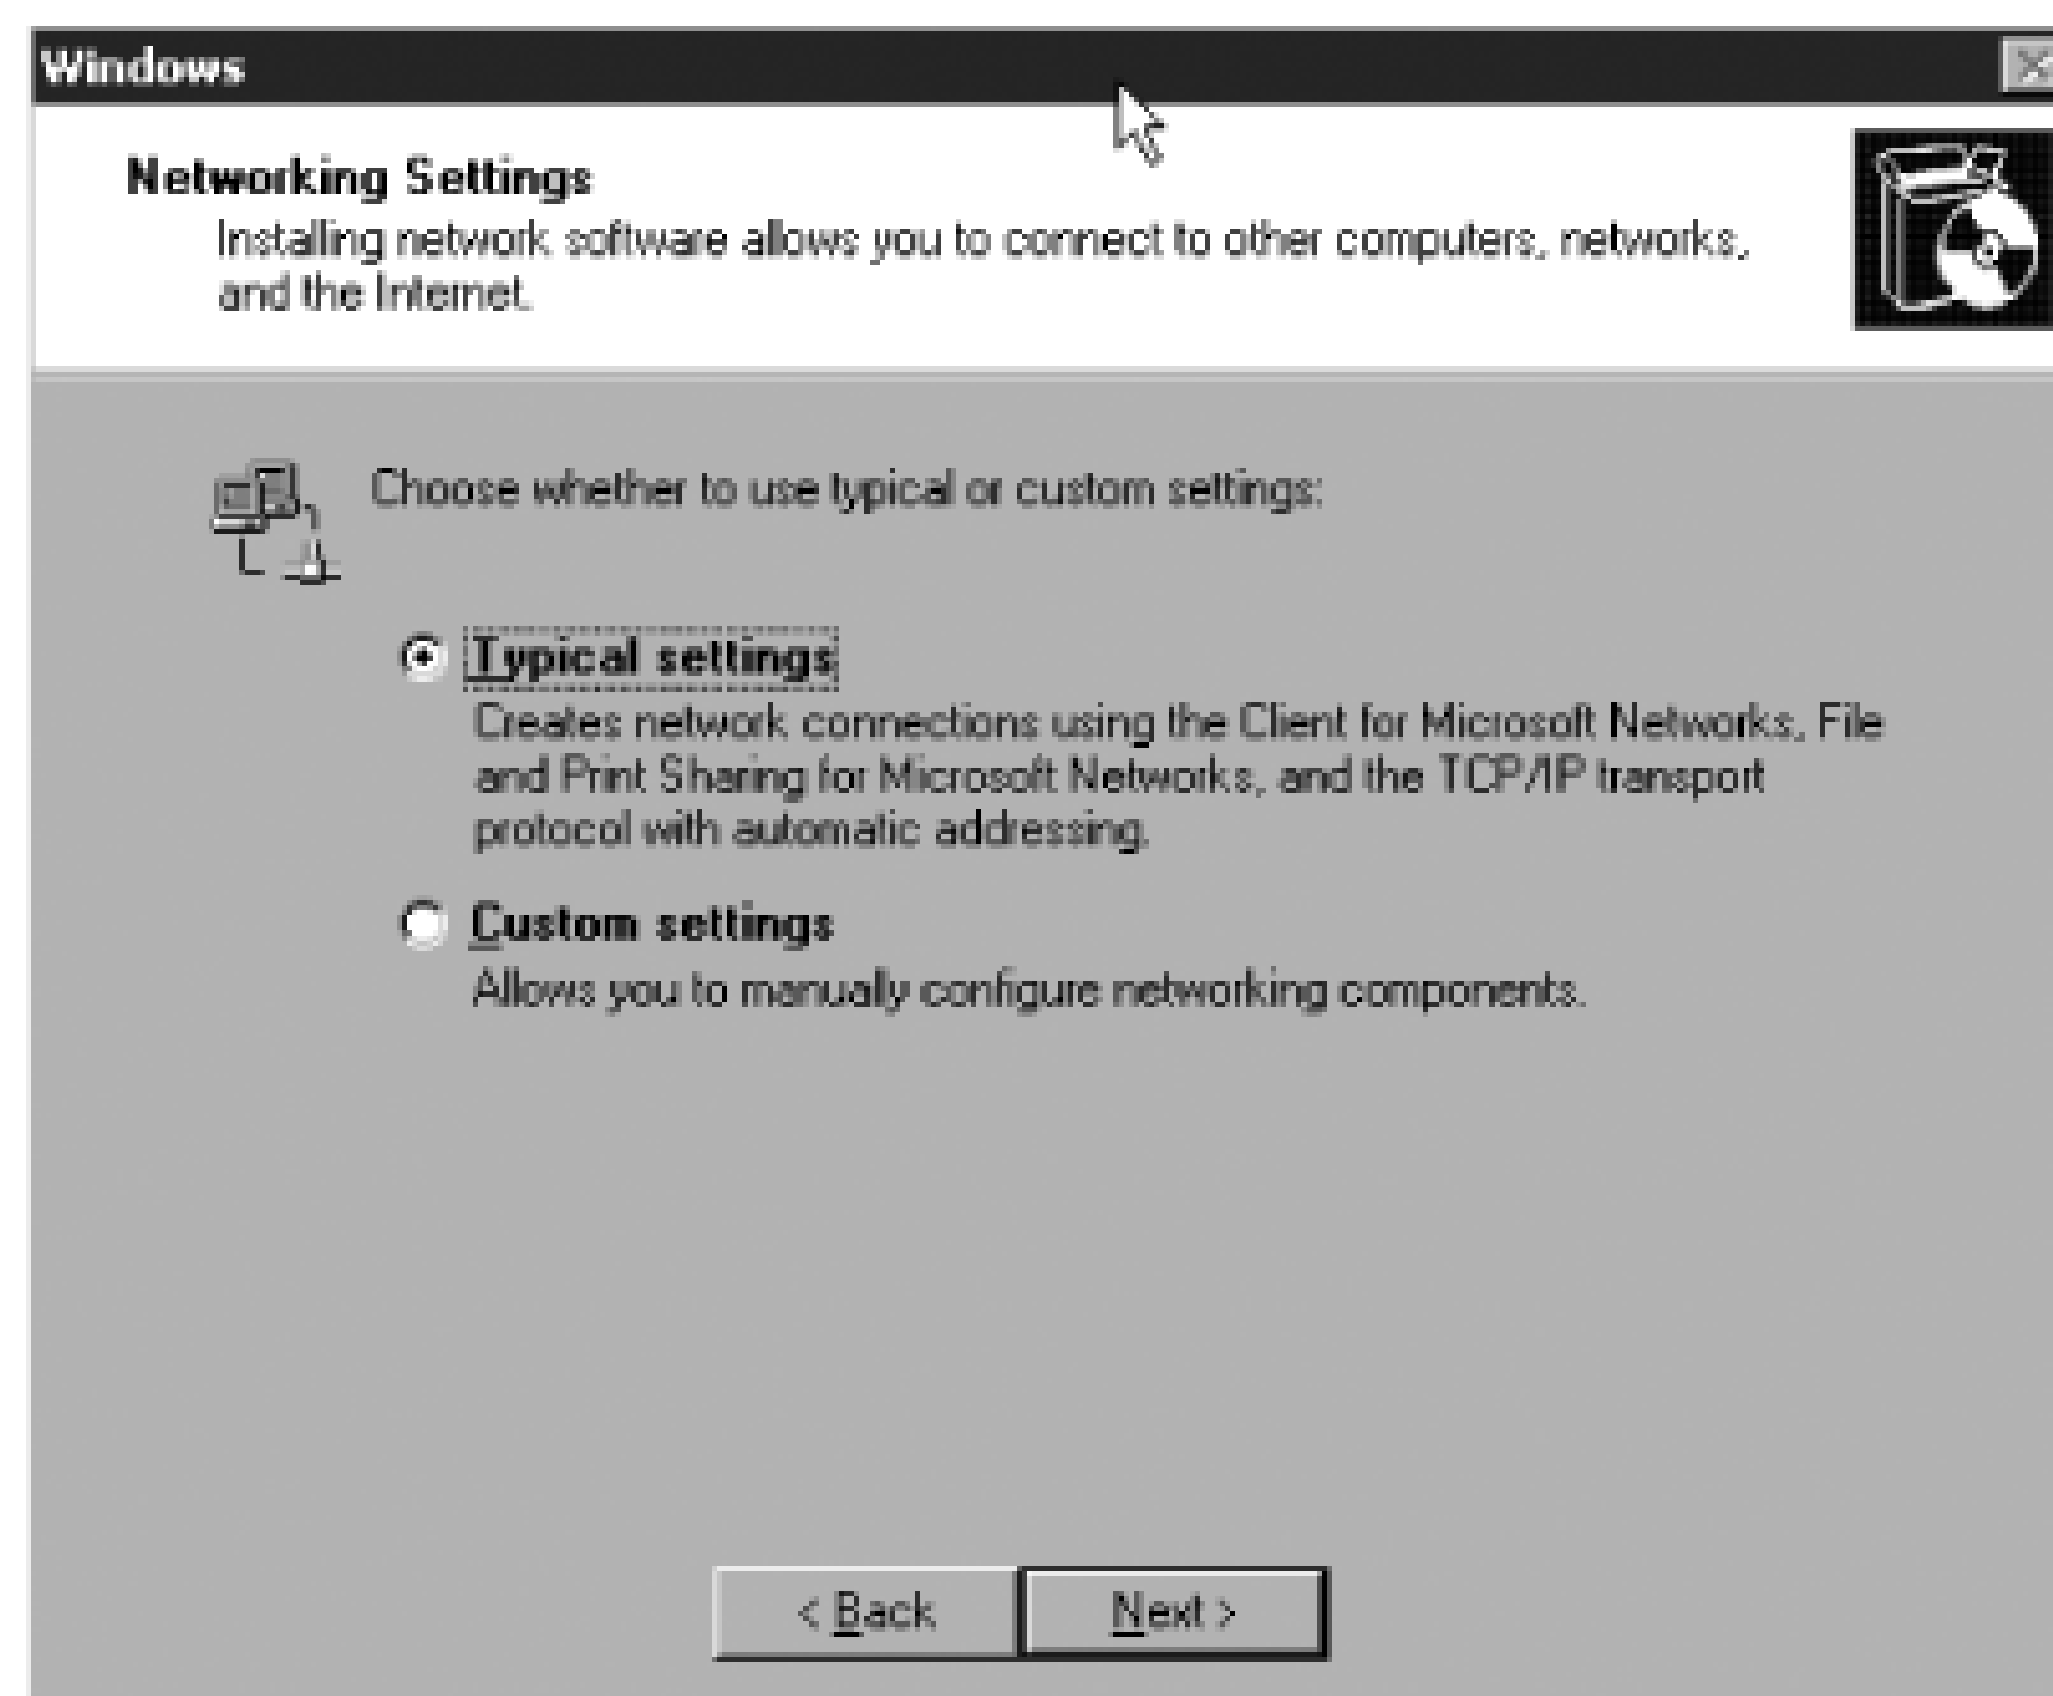 Windows
Networking Settings
Installing network software allows you to connect to other computers, networks,
and the Internet.
Choose whether to use typical or custom settings:
Typical settings
Creates network connections using the Client for Microsoft Networks, File
and Print Sharing for Microsoft Networks, and the TCP/IP transport
protocol with automatic addressing.
Custom settings
Allows you to manually configure networking components.
< Back
Next >